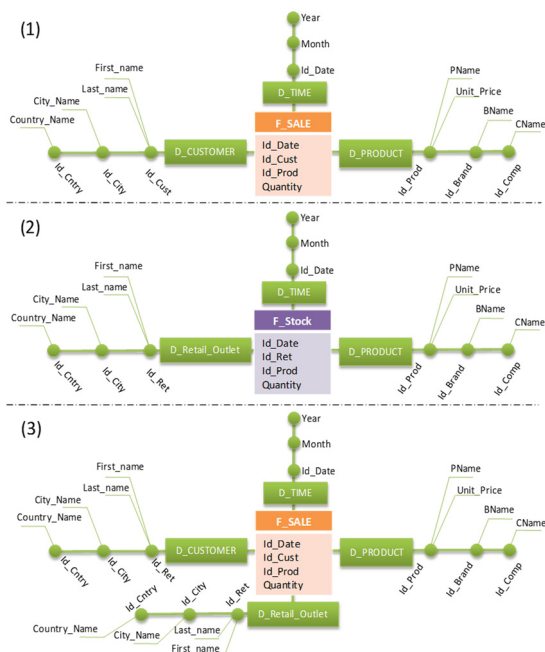 (1)
Year
Month
Id_Date
D_TIME
First_name
Last_name
City_Name
Country_Name
D_CUSTOMER
Id_Cntry
Id_City
Id_Cust
F_SALE
Id_Date
Id_Cust
Id_Prod
Quantity
D_PRODUCT
PName
Unit_Price
BName
CName
Id_Prod
Id_Brand
Id_Comp
(2)
Year
Month
Id_Date
D_TIME
First_name
Last_name
City_Name
Country_Name
D_Retail_Outlet
Id_Cntry
Id_City
Id_Ret
F_Stock
Id_Date
Id_Ret
Id_Prod
Quantity
D_PRODUCT
PName
Unit_Price
BName
CName
Id_Prod
Id_Brand
Id_Comp
(3)
Year
Month
Id_Date
D_TIME
First_name
Last_name
City_Name
Country_Name
D_CUSTOMER
Id_Cntry
Id_City
Id_Ret
F_SALE
Id_Date
Id_Cust
Id_Prod
Quantity
D_PRODUCT
PName
Unit_Price
BName
CName
Id_Prod
Id_Brand
Id_Comp
Id_Cntry
Id_City
Id_Ret
D_Retail_Outlet
Country_Name
City_Name
Last_name
First_name